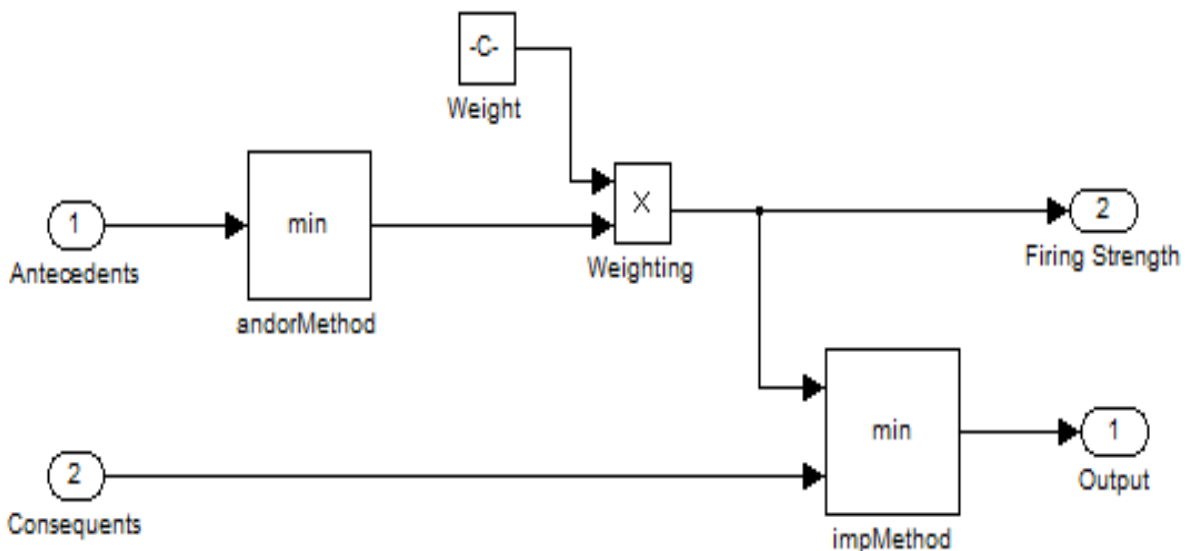 -C-
Weight
1
Antecedents
min
andorMethod
X
Weighting
2
Firing Strength
2
Consequents
min
impMethod
1
Output